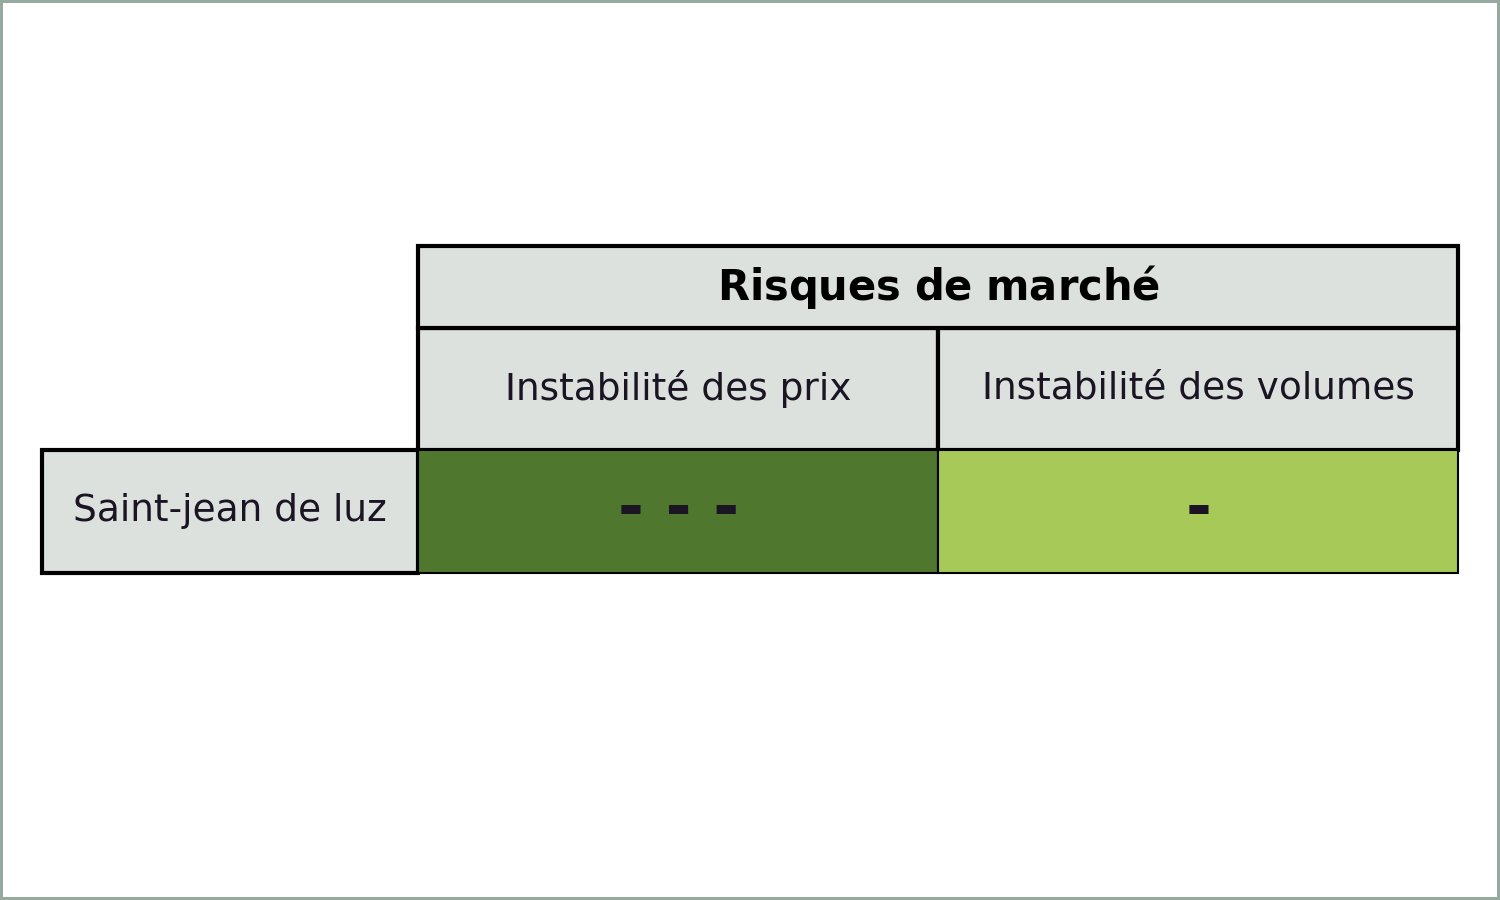 Risques de marché
Instabilité des prix
Instabilité des volumes
Saint-jean de luz
- - -
-